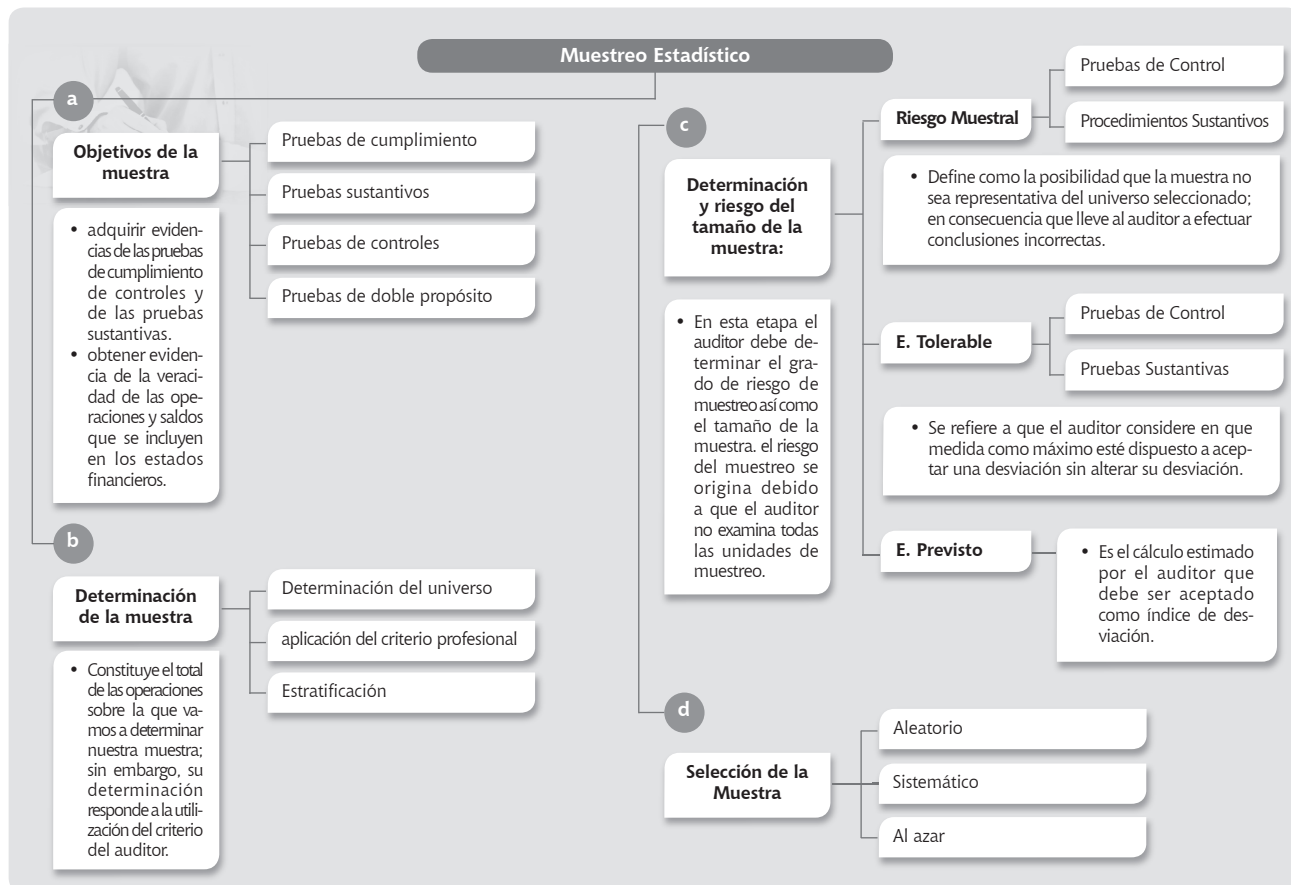 Muestreo Estadístico
a
Objetivos de la
muestra
Pruebas de cumplimiento
Pruebas sustantivos
Pruebas de controles
Pruebas de doble propósito
• adquirir eviden-
cias de las pruebas
de cumplimiento
de controles y
de las pruebas
sustantivas.
• obtener eviden-
cia de la veraci-
dad de las ope-
raciones y saldos
que se incluyen
en los estados
financieros.
b
Determinación
de la muestra
Determinación del universo
aplicación del criterio profesional
Estratificación
• Constituye el total
de las operaciones
sobre la que va-
mos a determinar
nuestra muestra;
sin embargo, su
determinación
responde a la utili-
zación del criterio
del auditor.
c
Determinación
y riesgo del
tamaño de la
muestra:
• En esta etapa el
auditor debe de-
terminar el gra-
do de riesgo de
muestreo así como
el tamaño de la
muestra. el riesgo
del muestreo se
origina debido
a que el auditor
no examina todas
las unidades de
muestreo.
Riesgo Muestral
Pruebas de Control
Procedimientos Sustantivos
• Define como la posibilidad que la muestra no
sea representativa del universo seleccionado;
en consecuencia que lleve al auditor a efectuar
conclusiones incorrectas.
E. Tolerable
Pruebas de Control
Pruebas Sustantivas
• Se refiere a que el auditor considere en que
medida como máximo esté dispuesto a acep-
tar una desviación sin alterar su desviación.
E. Previsto
• Es el cálculo estimado
por el auditor que
debe ser aceptado
como índice de des-
viación.
d
Selección de la
Muestra
Aleatorio
Sistemático
Al azar